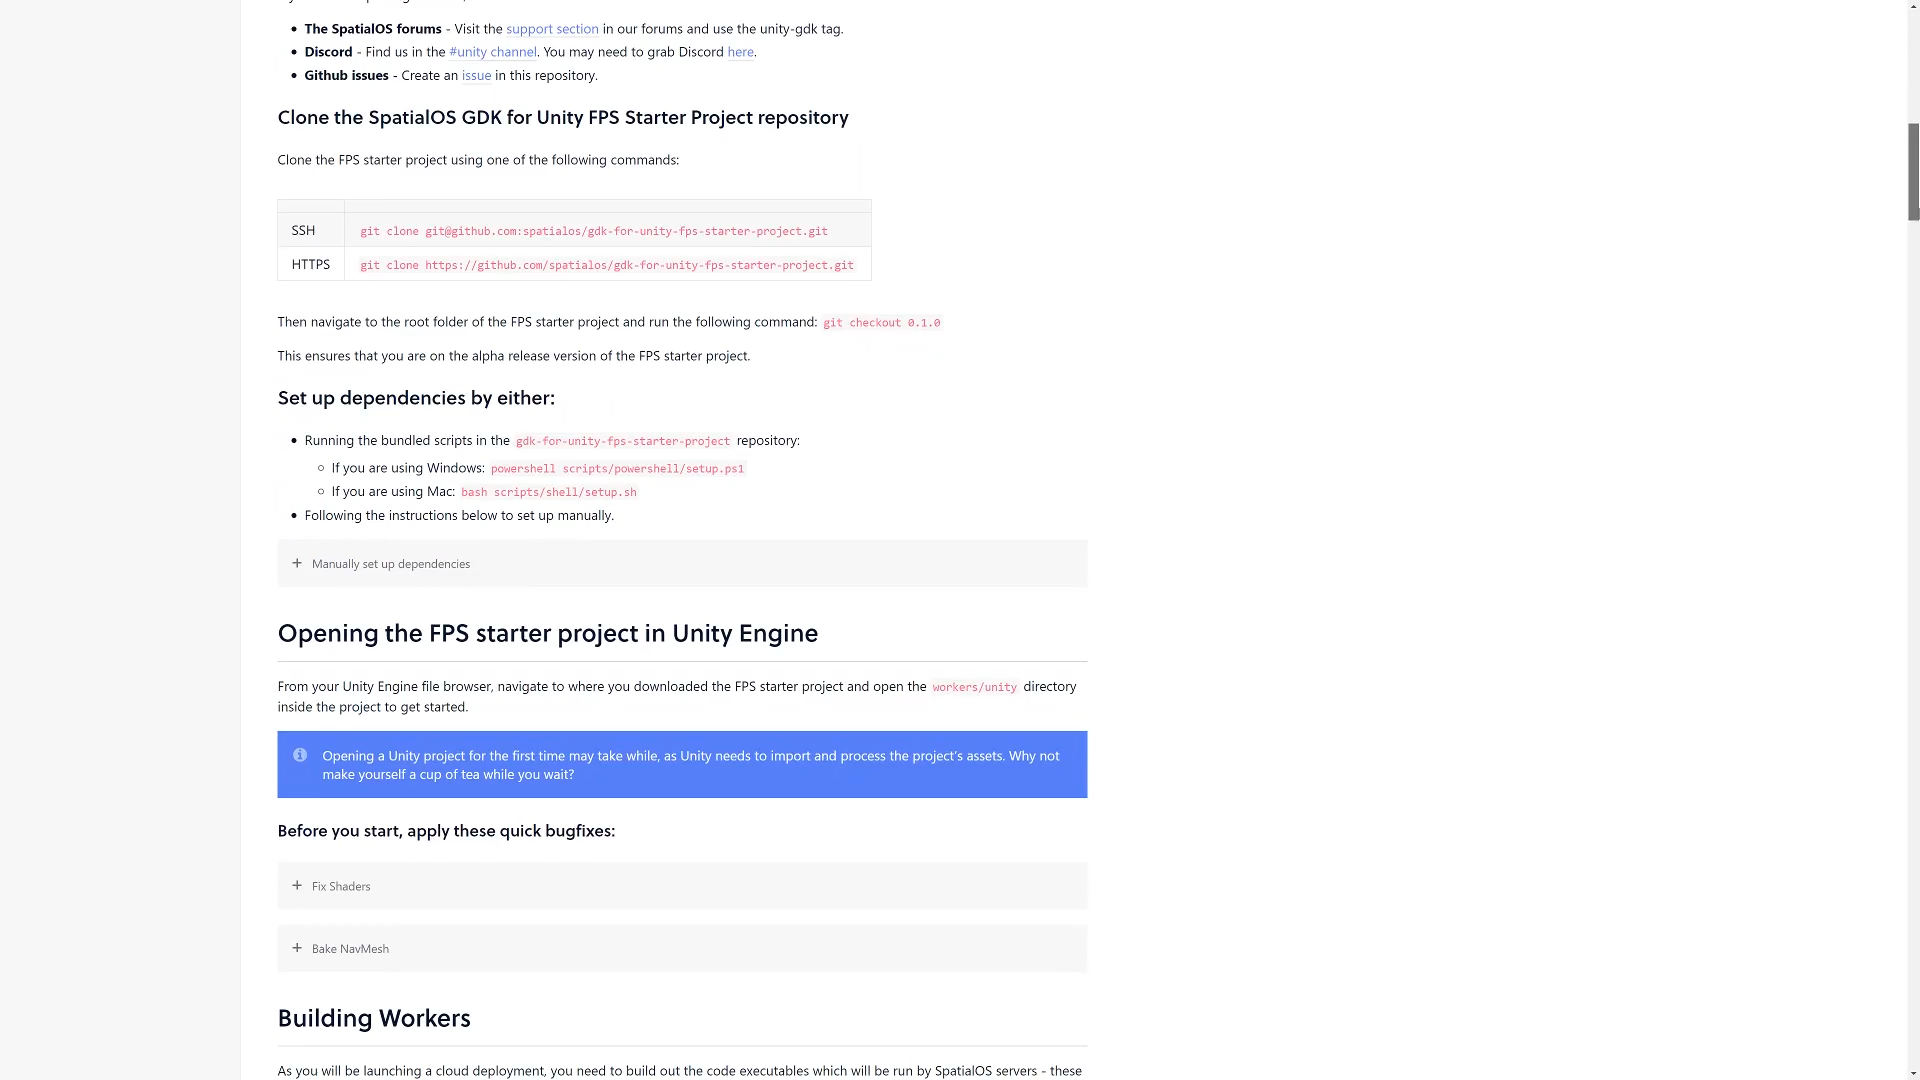 The SpatialOS forums - Visit the support section in our forums and use the unity-gdk tag.
Discord - Find us in the #unity channel. You may need to grab Discord here.
Github issues - Create an issue in this repository.
Clone the SpatialOS GDK for Unity FPS Starter Project repository
Clone the FPS starter project using one of the following commands:
SSH git clone git@github.com:spatialos/gdk-for-unity-fps-starter-project.git
HTTPS git clone https://github.com/spatialos/gdk-for-unity-fps-starter-project.git
Then navigate to the root folder of the FPS starter project and run the following command: git checkout 0.1.0
This ensures that you are on the alpha release version of the FPS starter project.
Set up dependencies by either:
Running the bundled scripts in the gdk-for-unity-fps-starter-project repository:
If you are using Windows: powershell scripts/powershell/setup.ps1
If you are using Mac: bash scripts/shell/setup.sh
Following the instructions below to set up manually.
+ Manually set up dependencies
Opening the FPS starter project in Unity Engine
From your Unity Engine file browser, navigate to where you downloaded the FPS starter project and open the workers/unity directory
inside the project to get started.
Opening a Unity project for the first time may take while, as Unity needs to import and process the project's assets. Why not
make yourself a cup of tea while you wait?
Before you start, apply these quick bugfixes:
+ Fix Shaders
+ Bake NavMesh
Building Workers
As you will be launching a cloud deployment, you need to build out the code executables which will be run by SpatialOS servers - these